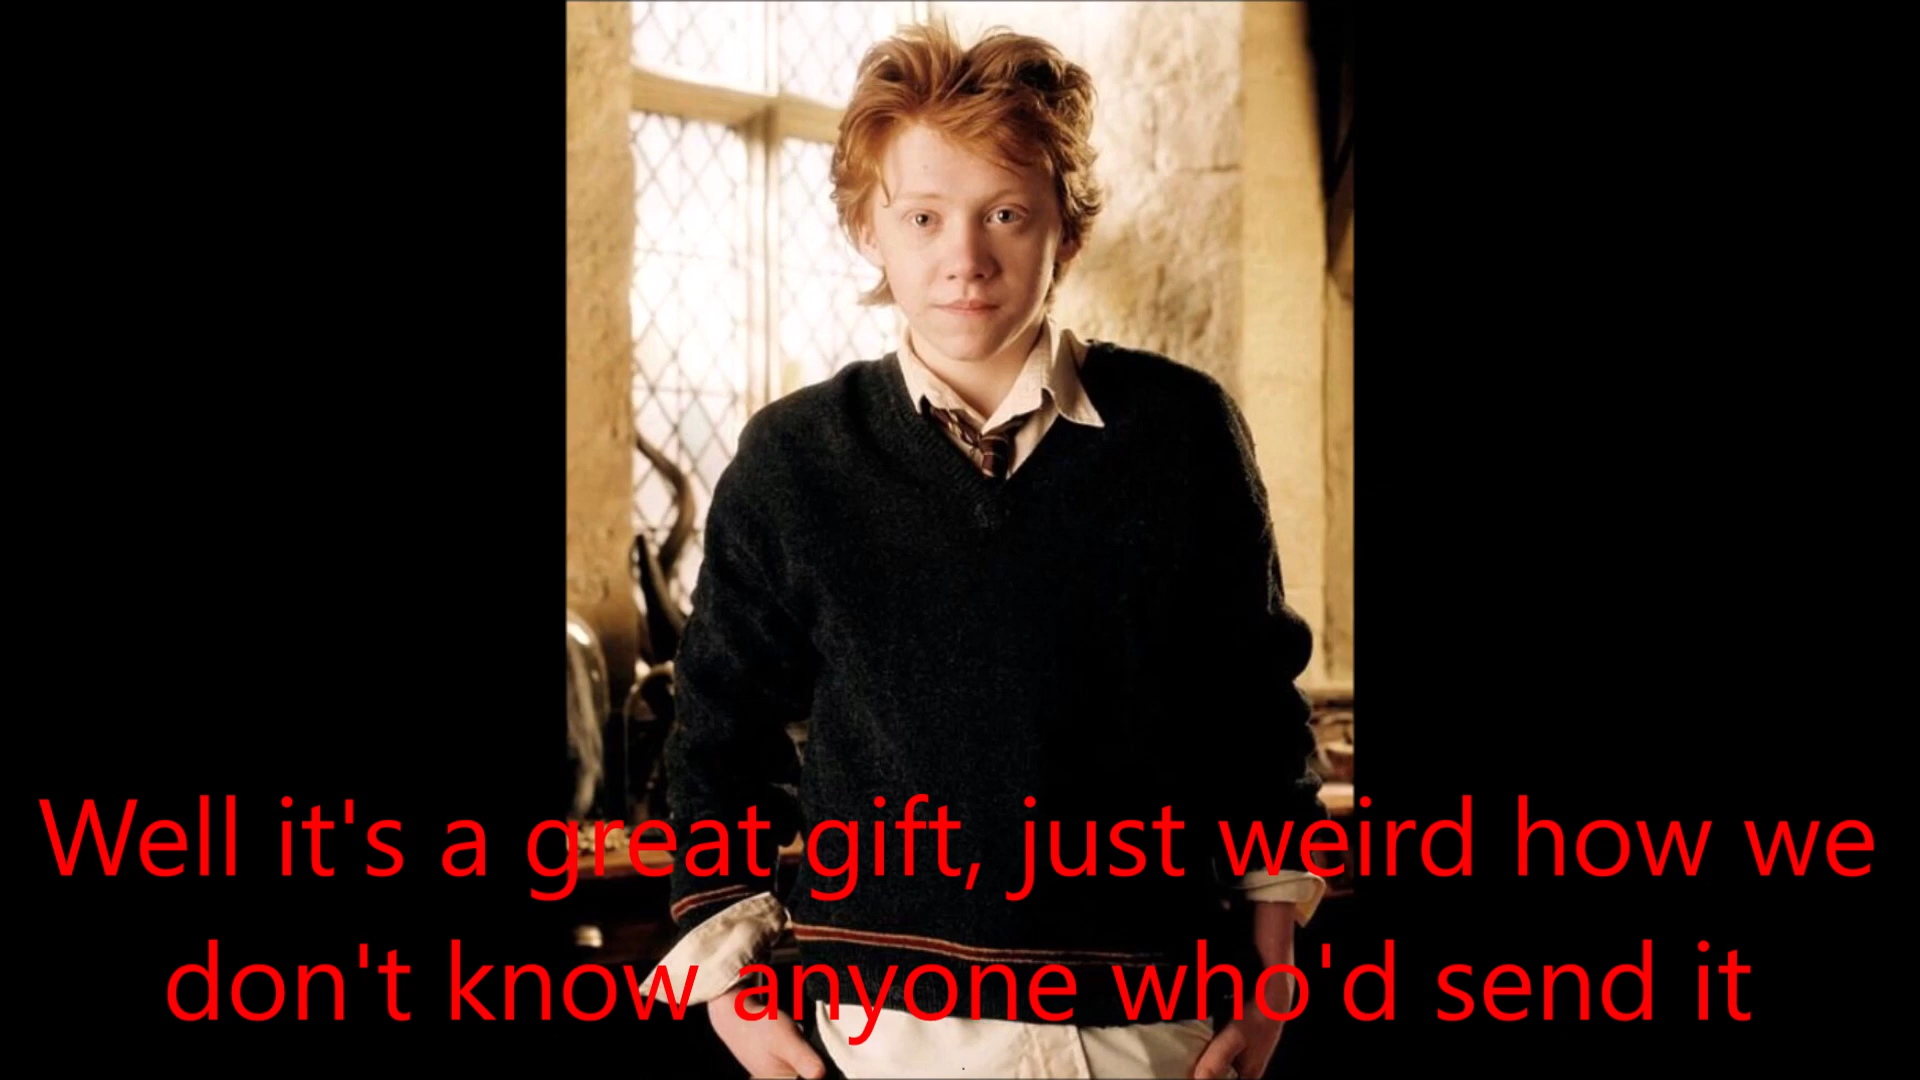 Well it's a great gift, just weird how we
don't know anyone who'd send it